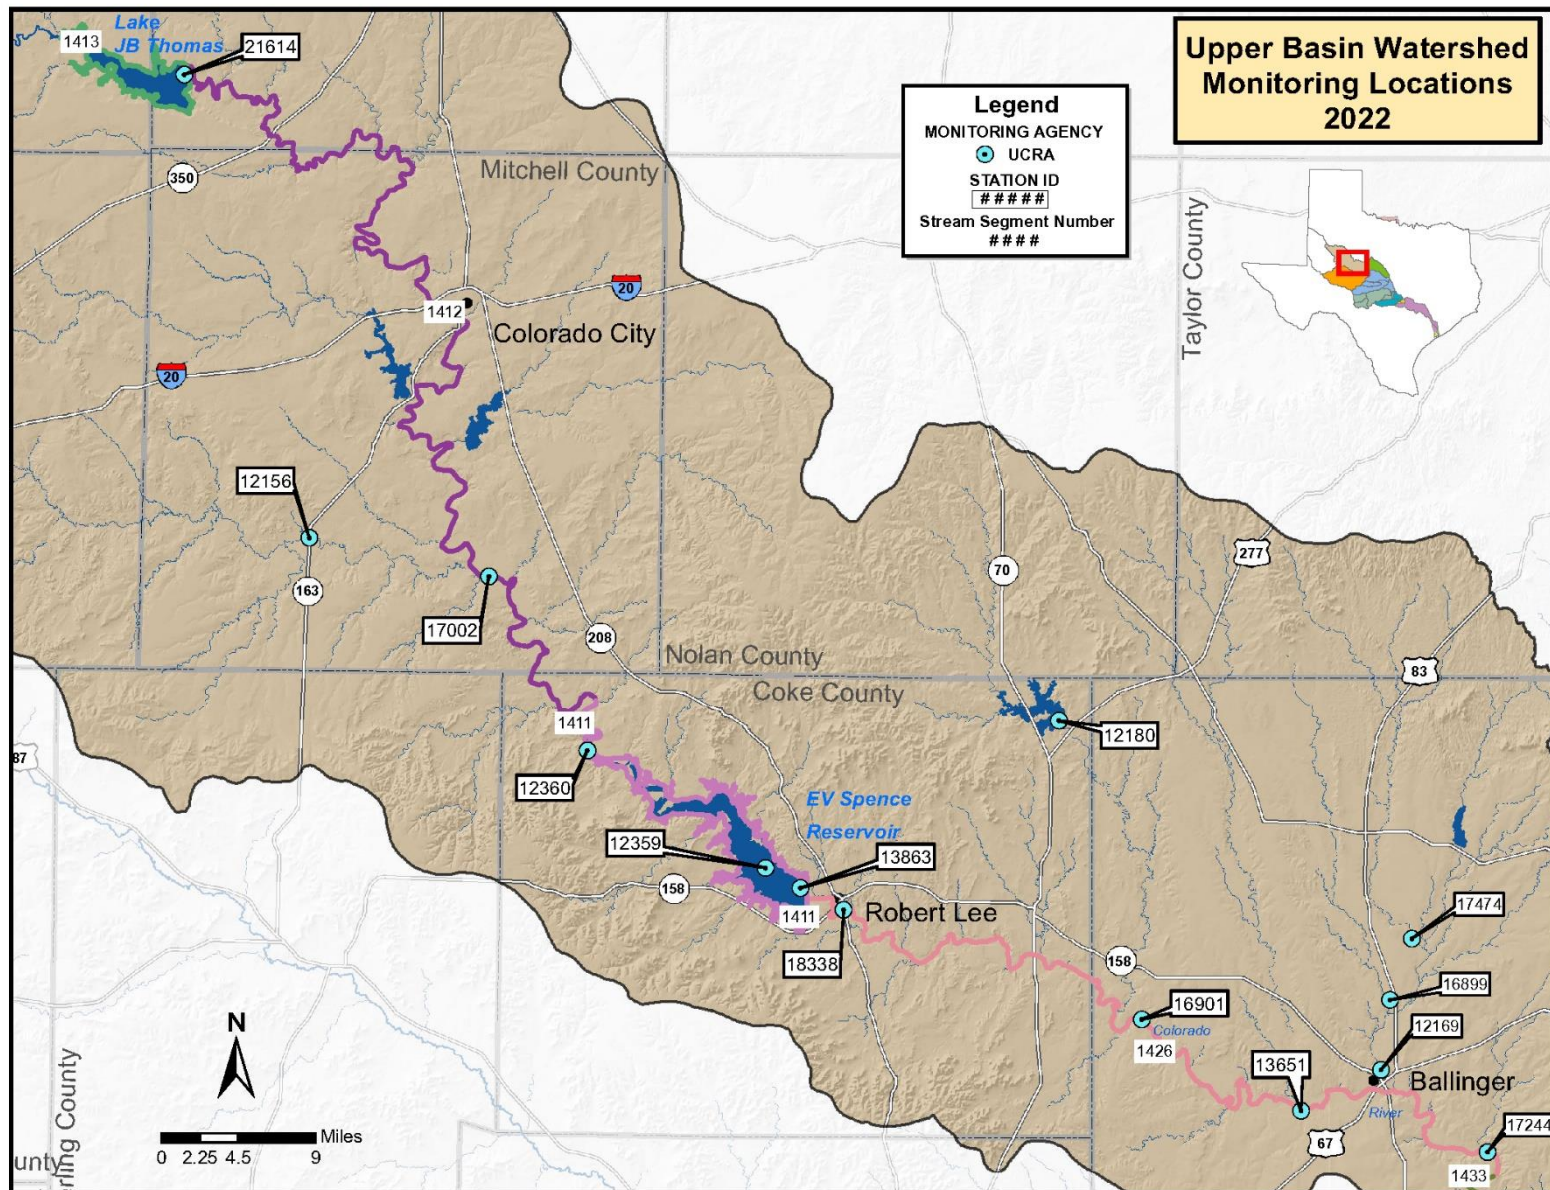 Upper Basin Watershed
Monitoring Locations
2022
Legend
MONITORING AGENCY
UCRA
STATION ID
#####
Stream Segment Number
####
Lake
JB Thomas
1413
21614
350
Mitchell County
Taylor County
20
1412
Colorado City
20
12156
163
17002
208
70
277
Nolan County
Coke County
83
1411
12360
12180
87
EV Spence
Reservoir
12359
13863
158
1411
Robert Lee
18338
17474
158
16899
16901
Colorado
1426
12169
13651
Ballinger
River
67
17244
1433
N
Miles
0 2.25 4.5 9
unty
rling County